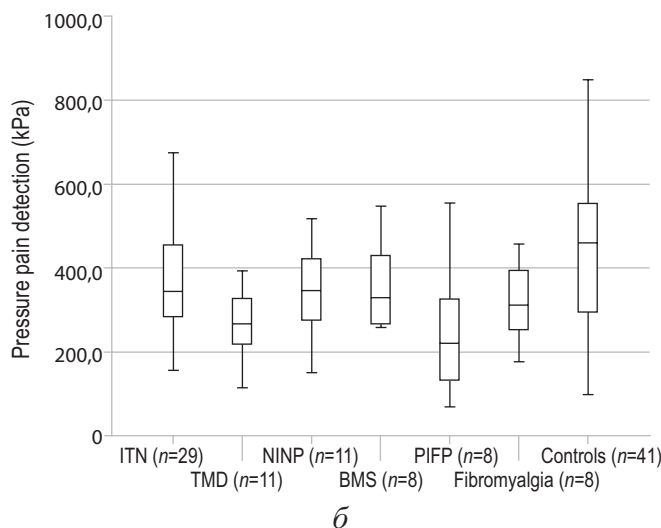 1000,0
800,0
600,0
400,0
200,0
0
Pressure pain detection (kPa)
ITN (n=29)
TMD (n=11)
NINP (n=11)
BMS (n=8)
PIFP (n=8)
Fibromyalgia (n=8)
Controls (n=41)
б